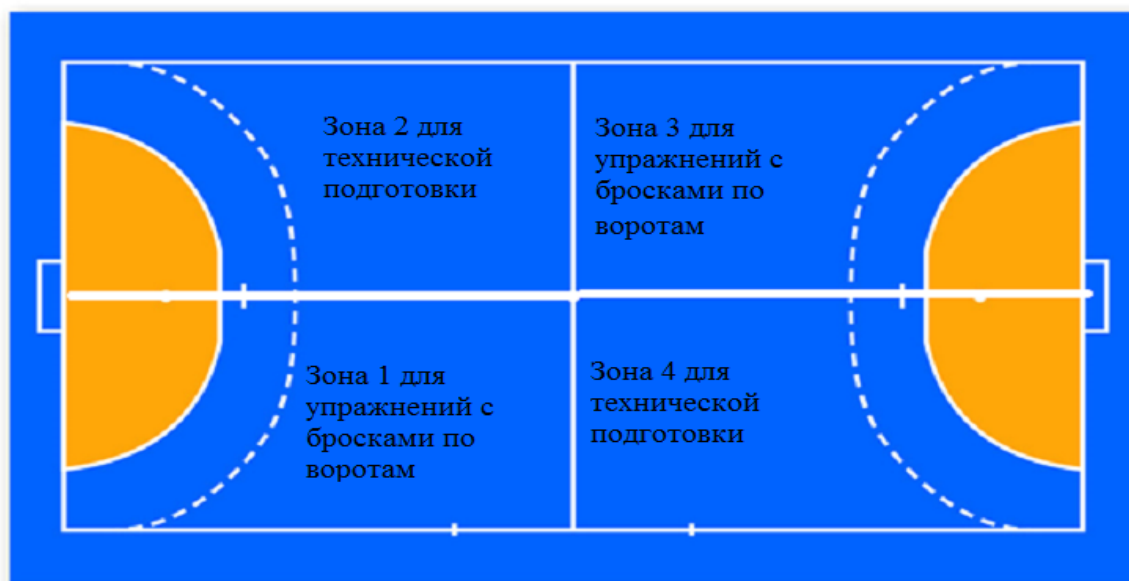 Зона 2 для
технической
подготовки
Зона 3 для
упражнений с
бросками по
воротам
Зона 1 для
упражнений с
бросками по
воротам
Зона 4 для
технической
подготовки